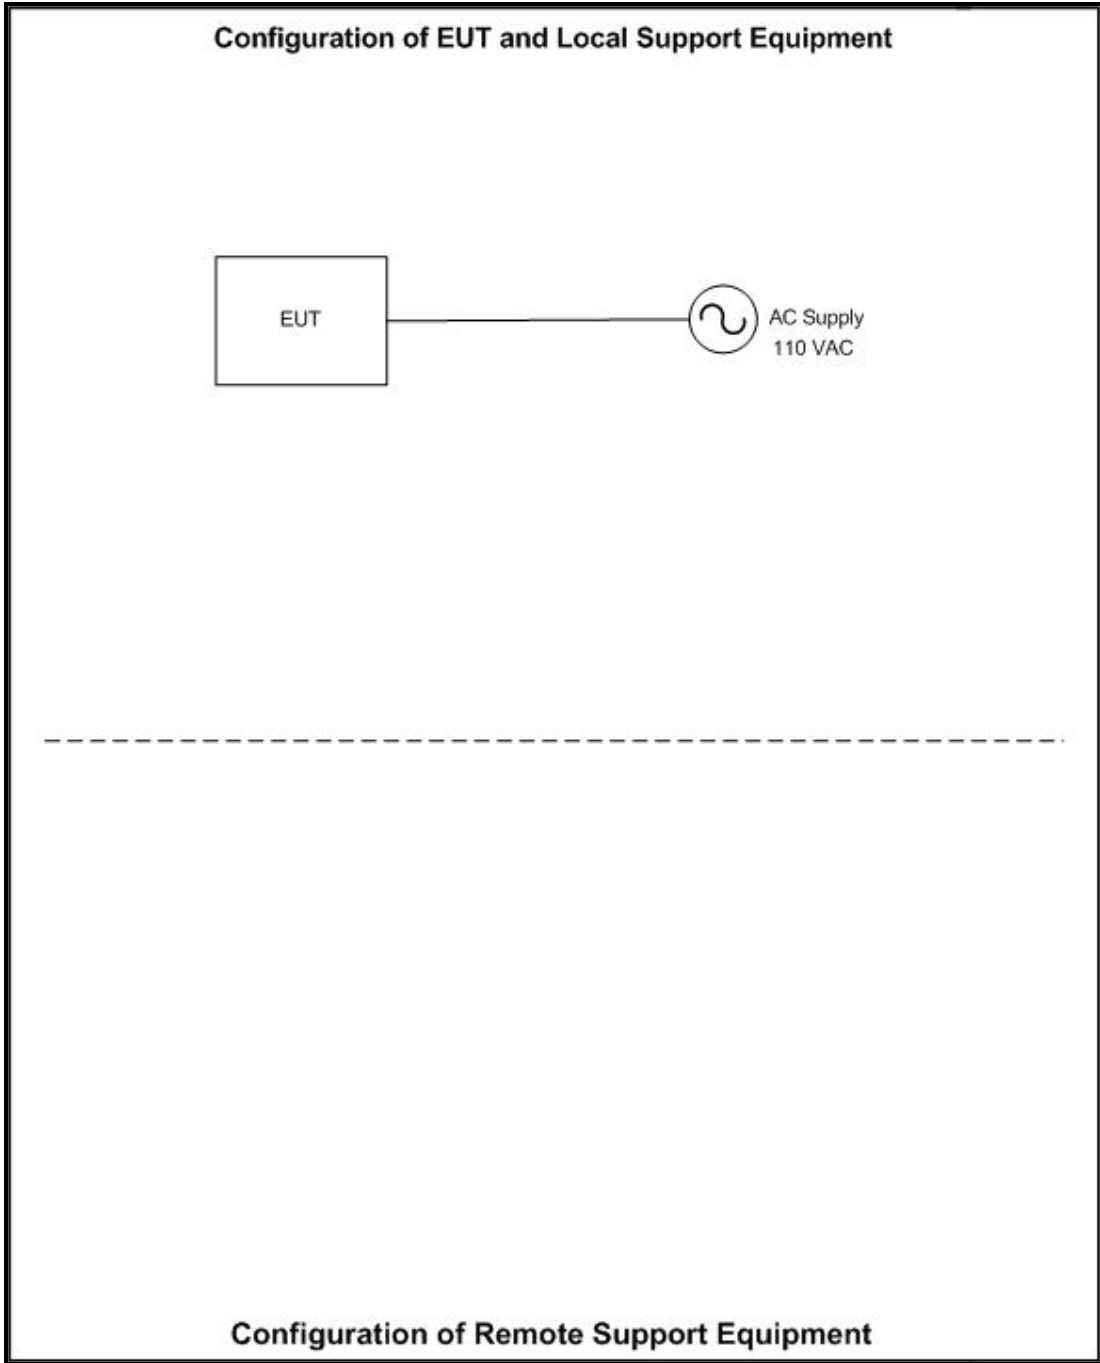 Configuration of EUT and Local Support Equipment
EUT
AC Supply
110 VAC
Configuration of Remote Support Equipment